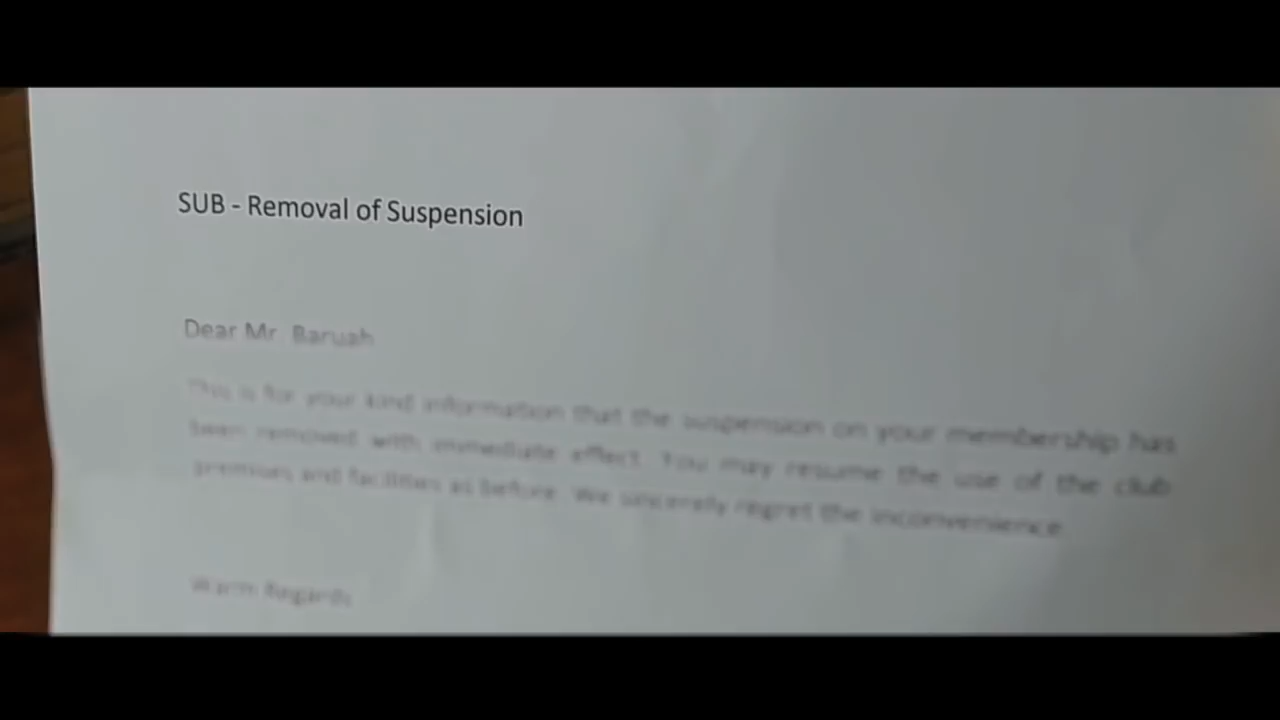 SUB - Removal of Suspension
Dear Mr. Baruah
This is for your kind information that the suspension on your membership has
been removed with immediate effect. You may resume the use of the club
premises and facilities as before. We sincerely regret the inconvenience
Warm Regards